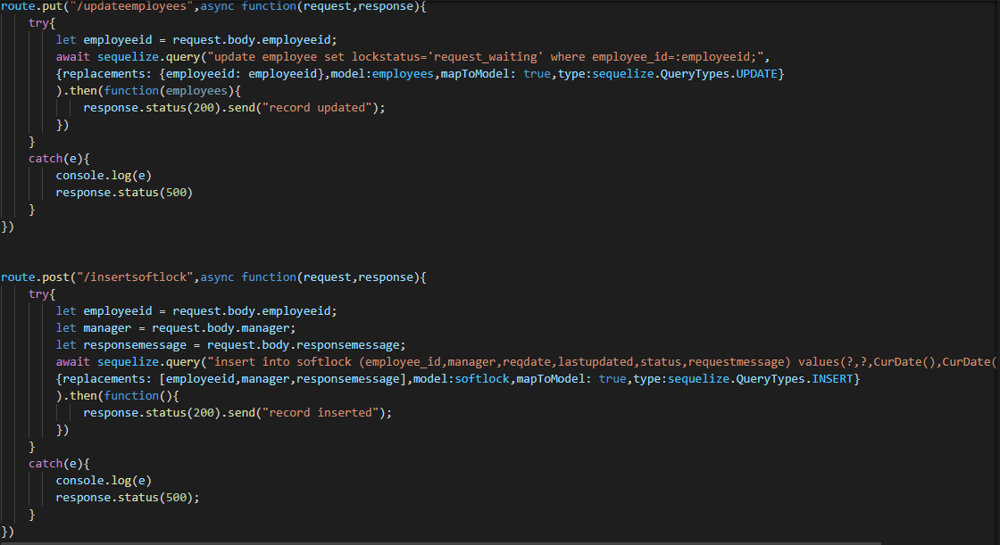 route.put("/updateemployees",async function(request,response){
    try{
        let employeeid = request.body.employeeid;
        await sequelize.query("update employee set lockstatus='request_waiting' where employee_id=:employeeid;",
        {replacements: {employeeid: employeeid},model:employees,mapToModel: true,type:sequelize.QueryTypes.UPDATE}
        ).then(function(employees){
            response.status(200).send("record updated");
        })
    }
    catch(e){
        console.log(e)
        response.status(500)
    }
})
route.post("/insertsoftlock",async function(request,response){
    try{
        let employeeid = request.body.employeeid;
        let manager = request.body.manager;
        let responsemessage = request.body.responsemessage;
        await sequelize.query("insert into softlock (employee_id,manager,reqdate,lastupdated,status,requestmessage) values(?,?,CurDate(),CurDate(
        {replacements: [employeeid,manager,responsemessage],model:softlock,mapToModel: true,type:sequelize.QueryTypes.INSERT}
        ).then(function(){
            response.status(200).send("record inserted");
        })
    }
    catch(e){
        console.log(e)
        response.status(500);
    }
})